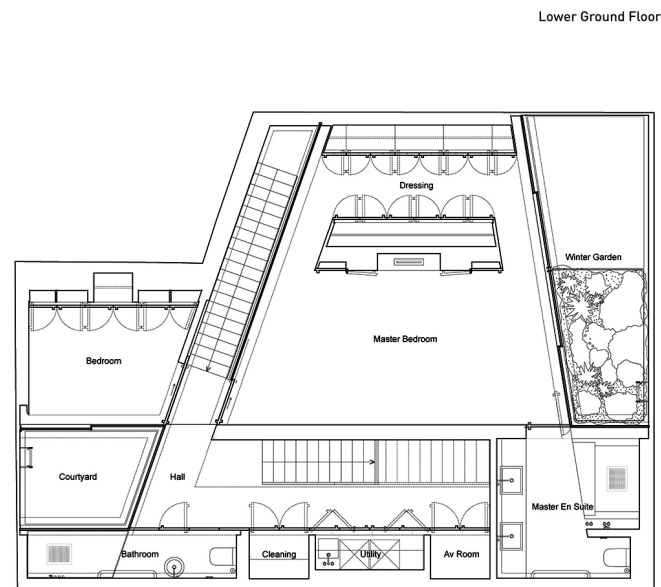 Lower Ground Floor
Dressing
Winter Garden
Master Bedroom
Bedroom
Courtyard
Hall
Master En Suite
Bathroom
Cleaning
Utility
Av Room